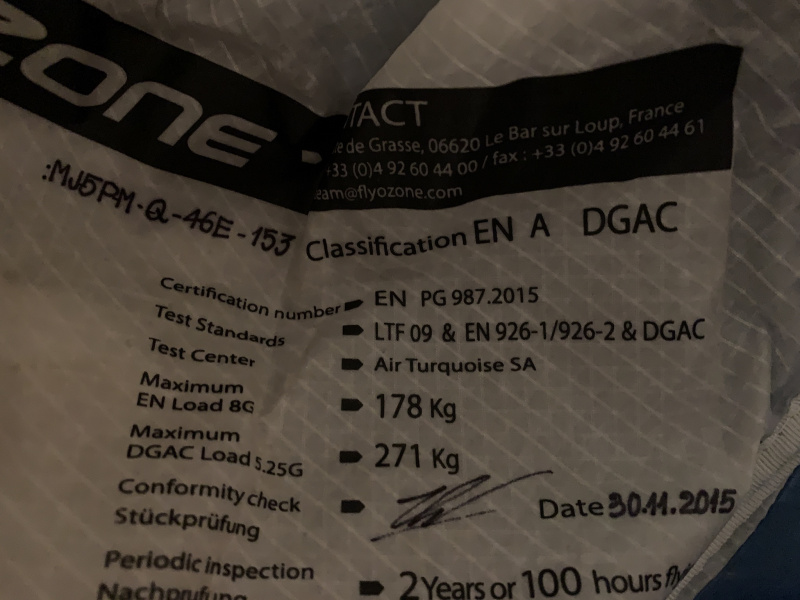 OZONE
TACT
de Grasse, 06620 Le Bar sur Loup, France
+33 (0)4 92 60 44 00 / fax : +33 (0)4 92 60 44 61
eam@flyozone.com
:MJ5PM-Q-46E-153
Classification EN A DGAC
Certification number EN PG 987.2015
Test Standards LTF 09 & EN 926-1/926-2 & DGAC
Test Center Air Turquoise SA
Maximum
EN Load 8G 178 Kg
Maximum
DGAC Load 5.25G 271 Kg
Conformity check
Stückprüfung Date 30.11.2015
Periodic inspection
Nachprüfung 2 Years or 100 hours fly